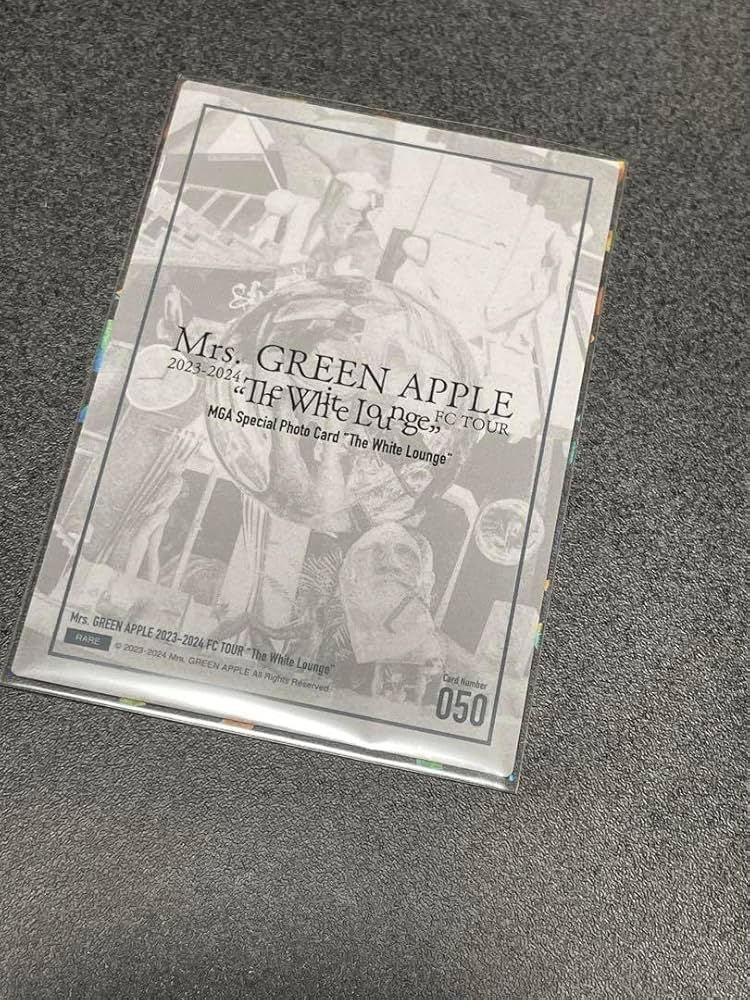 Mrs. GREEN APPLE
2023-2024
“The White Lounge”
FC TOUR
MGA Special Photo Card "The White Lounge"
Mrs. GREEN APPLE 2023-2024 FC TOUR "The White Lounge"
RARE
© 2023-2024 Mrs. GREEN APPLE All Rights Reserved.
Card Number
050